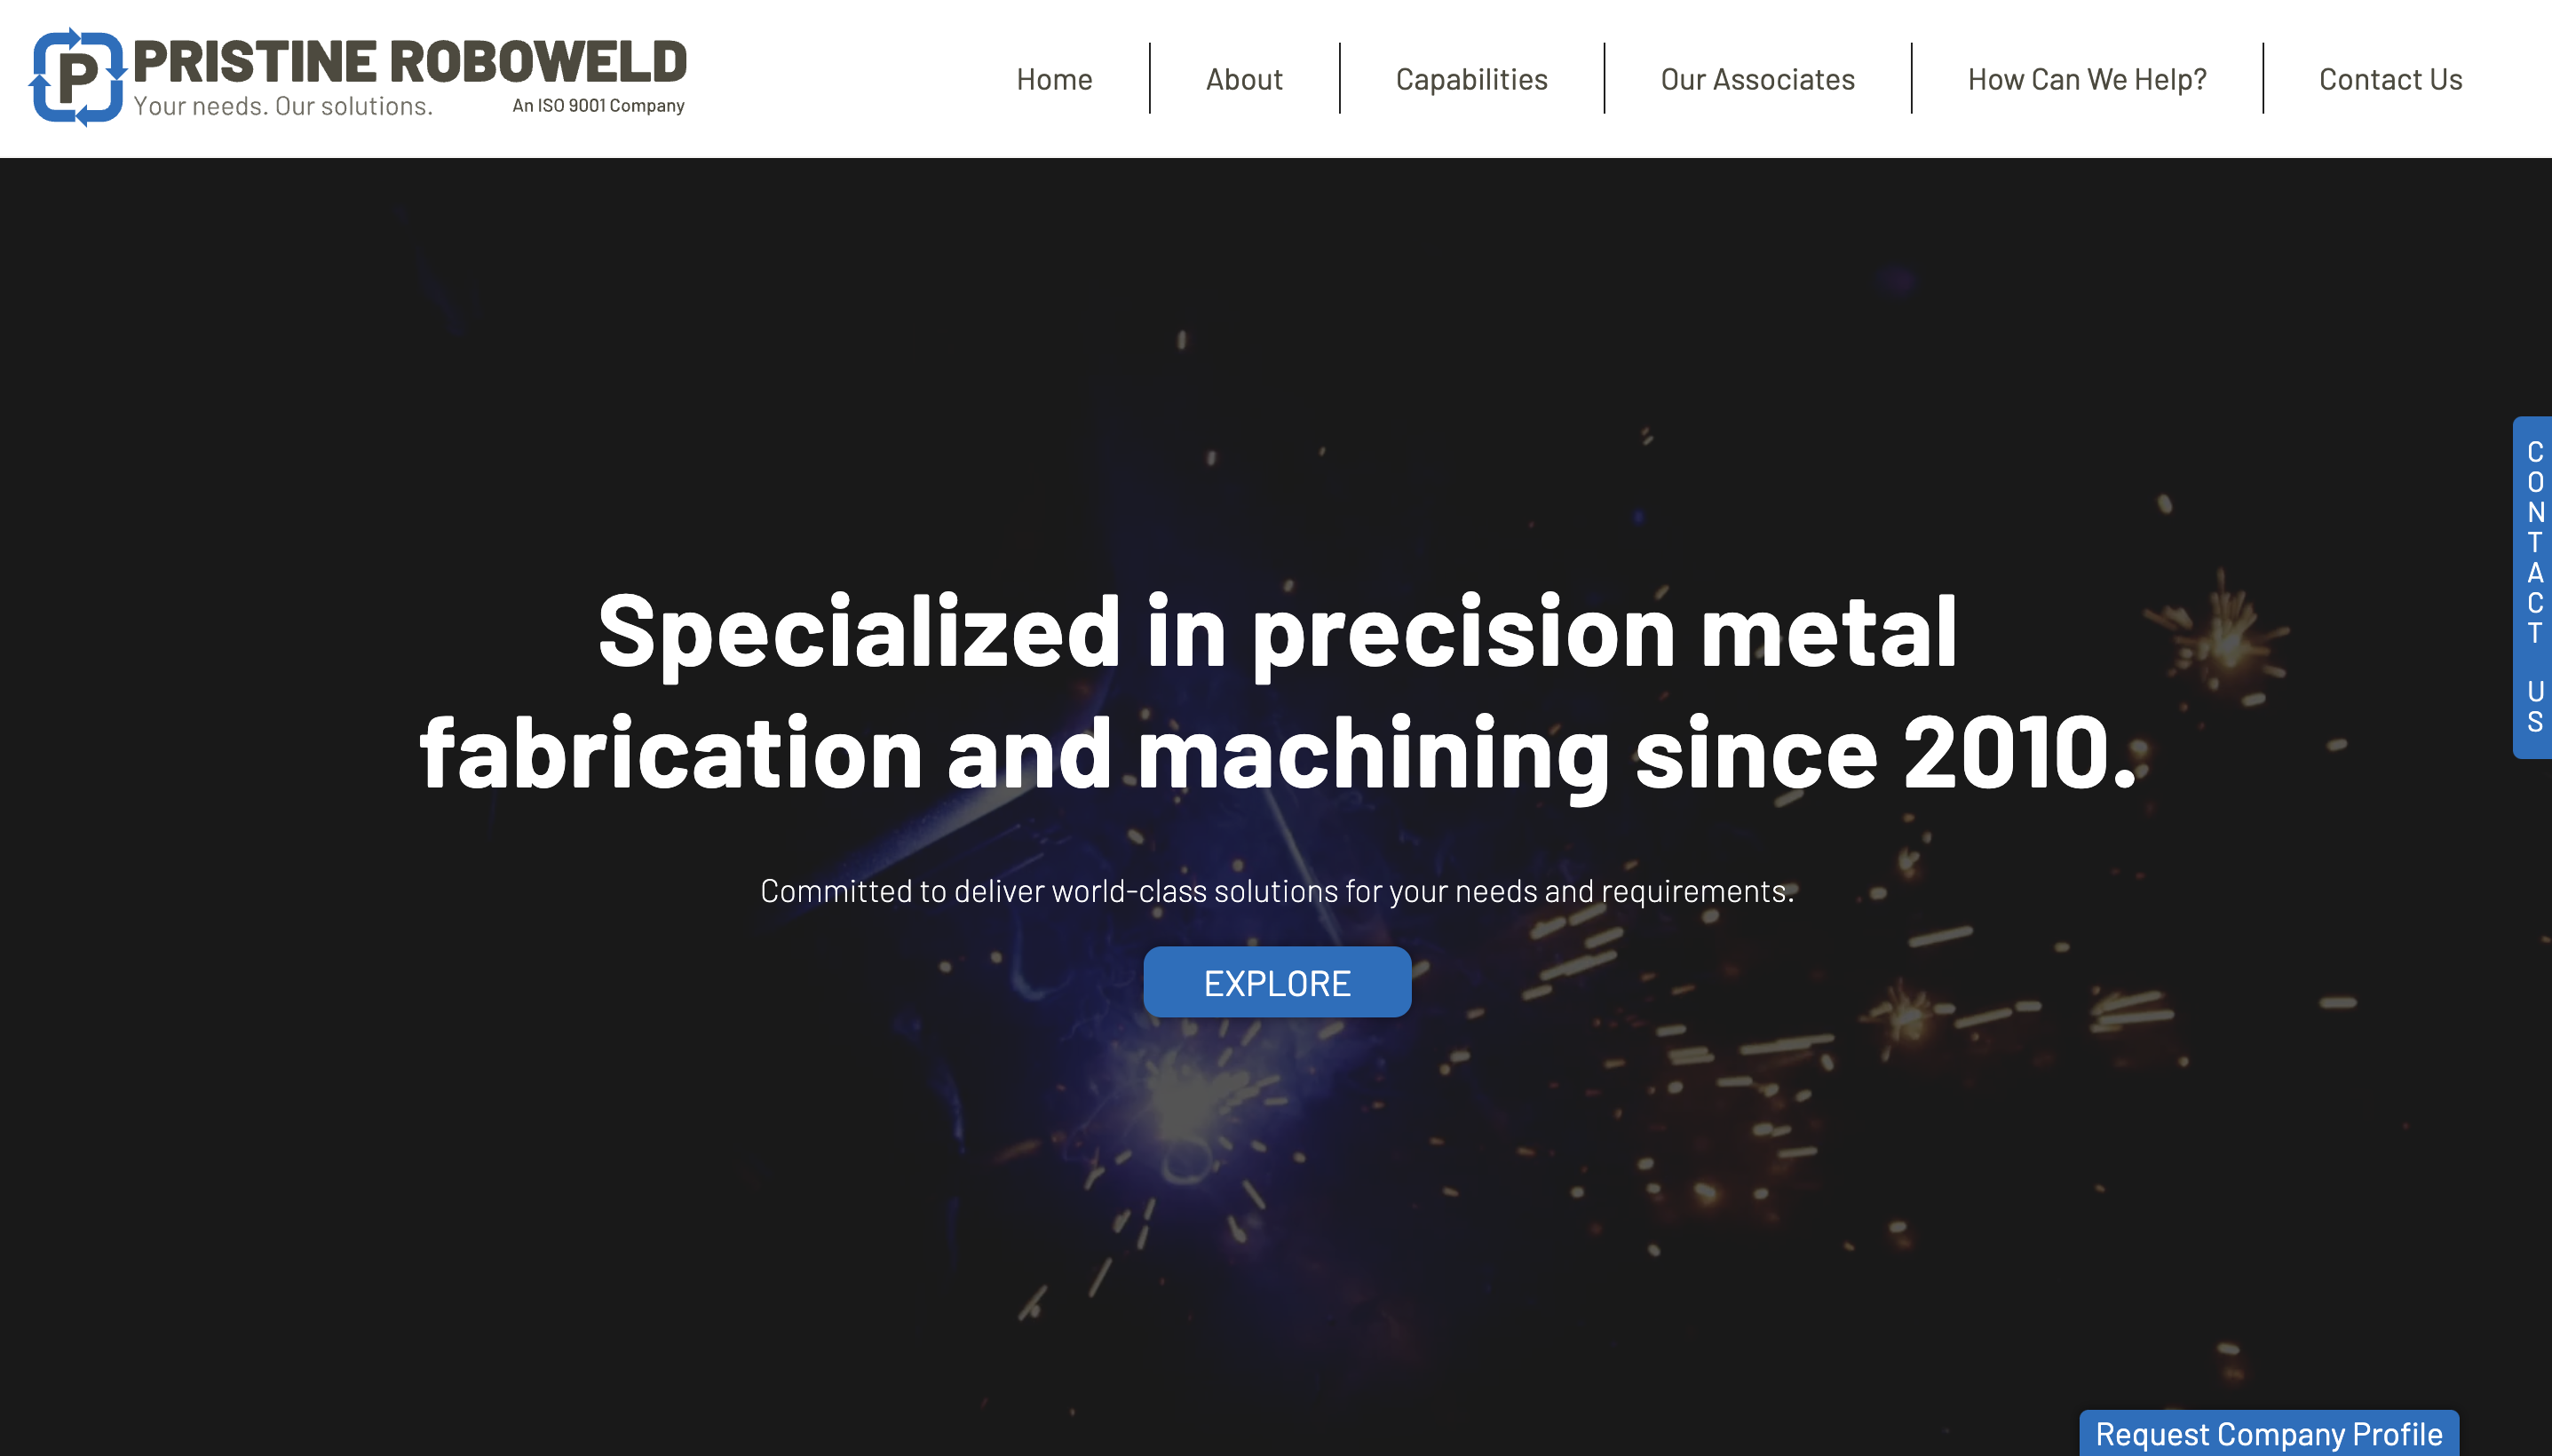 P
PRISTINE ROBOWELD
Your needs. Our solutions.
An ISO 9001 Company
Home
About
Capabilities
Our Associates
How Can We Help?
Contact Us
Specialized in precision metal
fabrication and machining since 2010.
Committed to deliver world-class solutions for your needs and requirements.
EXPLORE
CONTACT US
Request Company Profile